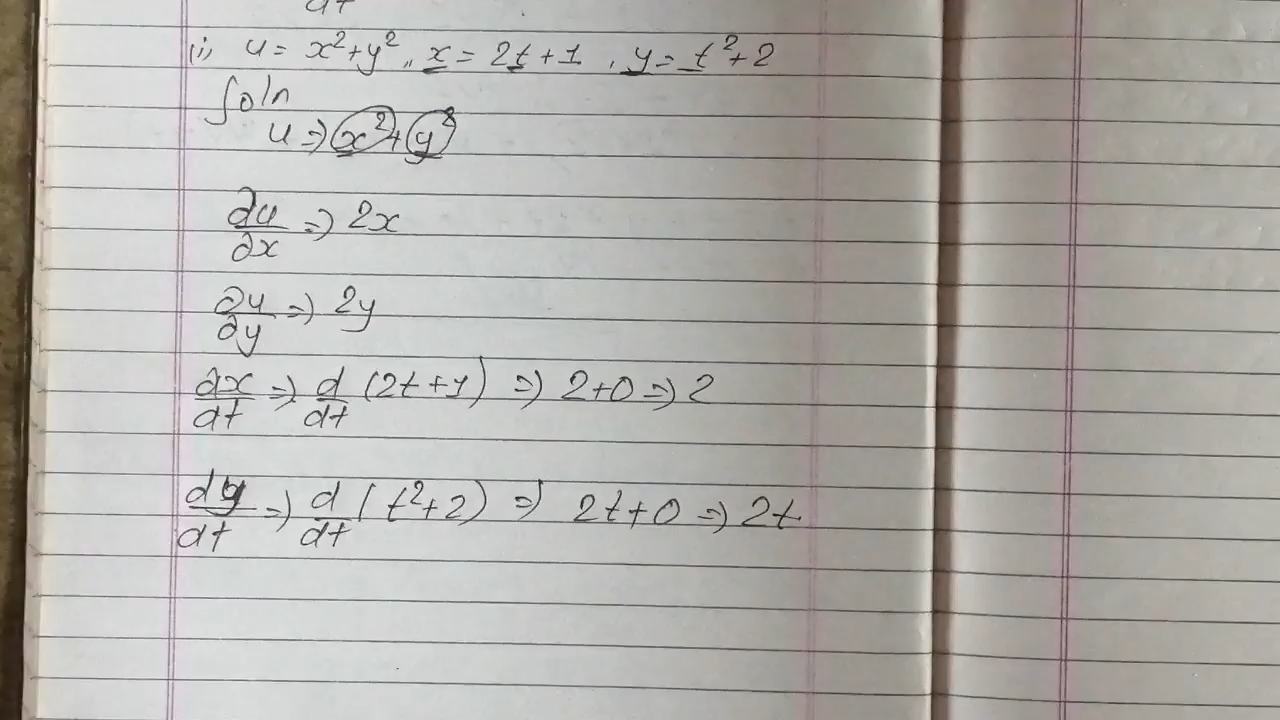 dt
(i) u = x²+y², x = 2t+1, y = t²+2
Soln
u ⇒ x²+y²
∂u/∂x ⇒ 2x
∂u/∂y ⇒ 2y
dx/dt ⇒ d/dt (2t+1) ⇒ 2+0 ⇒ 2
dy/dt ⇒ d/dt (t²+2) ⇒ 2t+0 ⇒ 2t